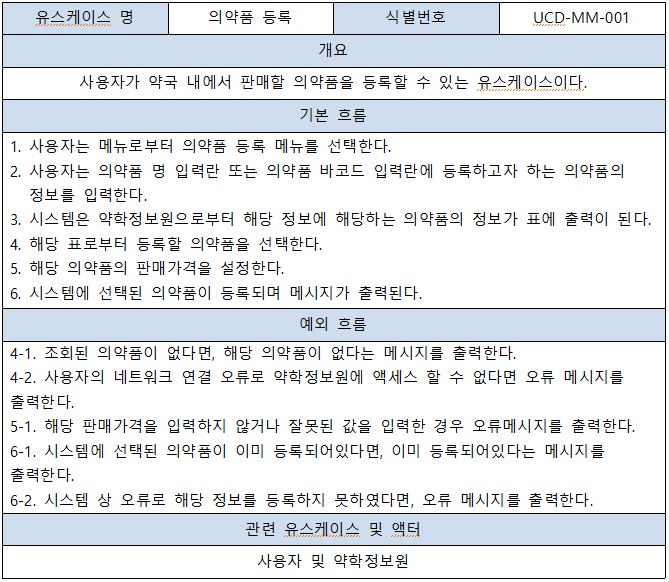 유스케이스 명 의약품 등록 식별번호 UCD-MM-001
개요
사용자가 약국 내에서 판매할 의약품을 등록할 수 있는 유스케이스이다.
기본 흐름
1. 사용자는 메뉴로부터 의약품 등록 메뉴를 선택한다.
2. 사용자는 의약품 명 입력란 또는 의약품 바코드 입력란에 등록하고자 하는 의약품의
정보를 입력한다.
3. 시스템은 약학정보원으로부터 해당 정보에 해당하는 의약품의 정보가 표에 출력이 된다.
4. 해당 표로부터 등록할 의약품을 선택한다.
5. 해당 의약품의 판매가격을 설정한다.
6. 시스템에 선택된 의약품이 등록되며 메시지가 출력된다.
예외 흐름
4-1. 조회된 의약품이 없다면, 해당 의약품이 없다는 메시지를 출력한다.
4-2. 사용자의 네트워크 연결 오류로 약학정보원에 액세스 할 수 없다면 오류 메시지를
출력한다.
5-1. 해당 판매가격을 입력하지 않거나 잘못된 값을 입력한 경우 오류메시지를 출력한다.
6-1. 시스템에 선택된 의약품이 이미 등록되어있다면, 이미 등록되어있다는 메시지를
출력한다.
6-2. 시스템 상 오류로 해당 정보를 등록하지 못하였다면, 오류 메시지를 출력한다.
관련 유스케이스 및 액터
사용자 및 약학정보원